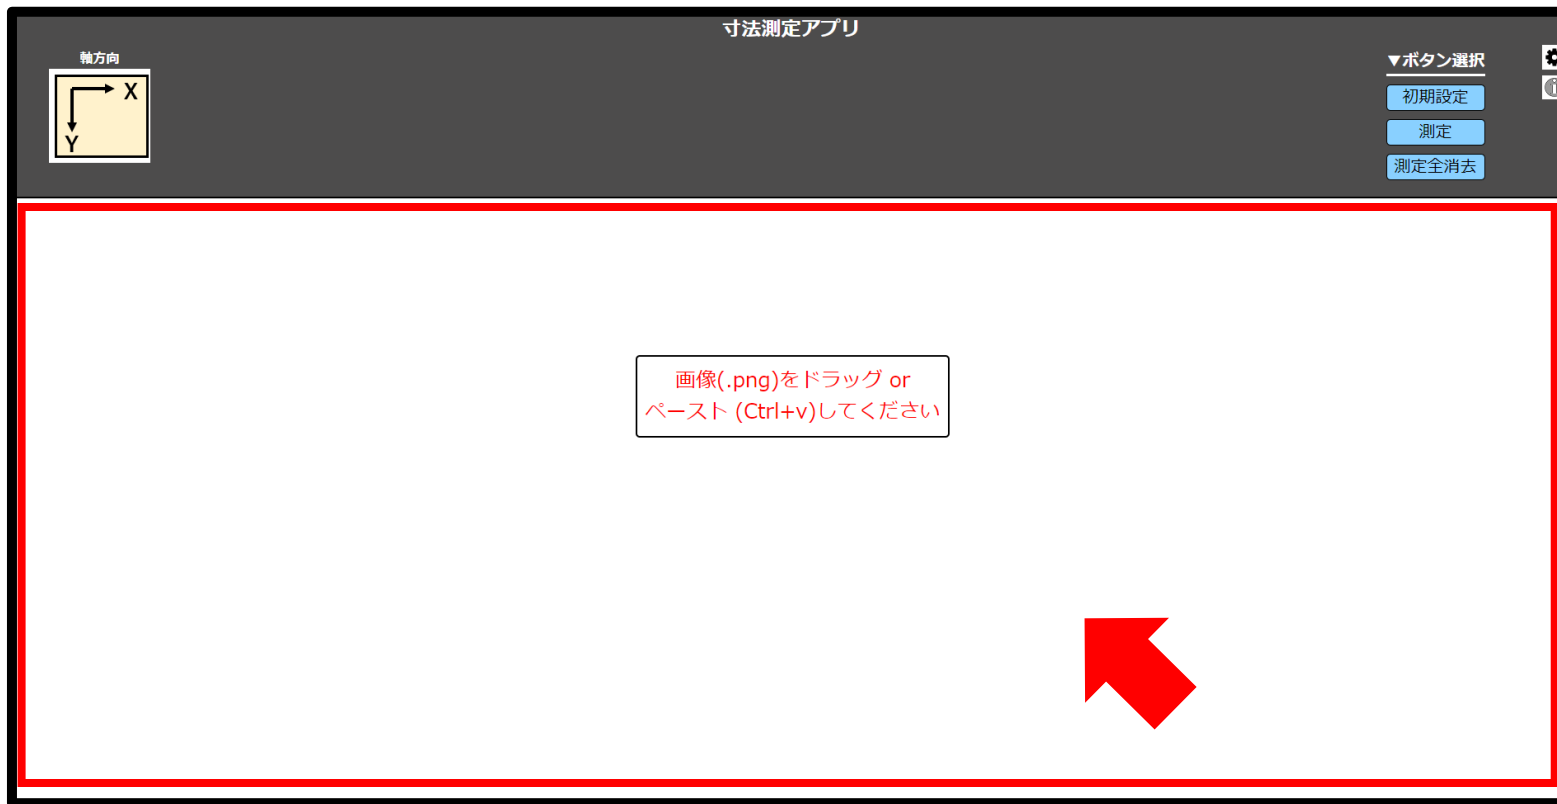 寸法測定アプリ
軸方向
X
Y
▼ボタン選択
初期設定
測定
測定全消去
画像(.png)をドラッグ or
ペースト (Ctrl+v)してください